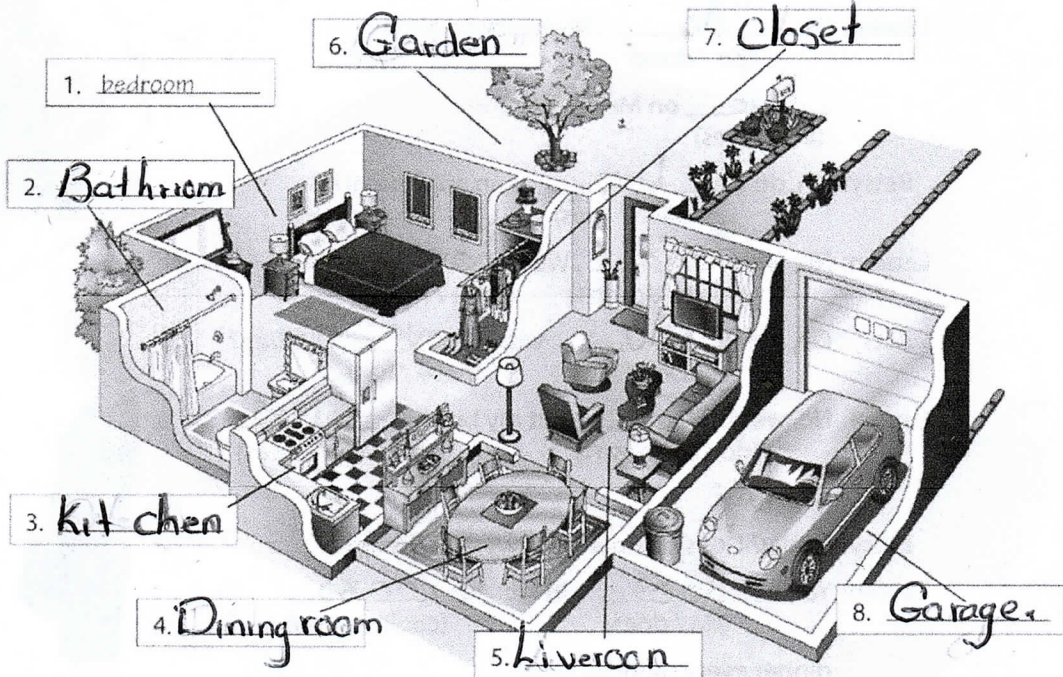 6. Garden
7. Closet
1. bedroom
2. Bathriom
3. Kit chen
4. Dining room
5. Liveroon
8. Garage.